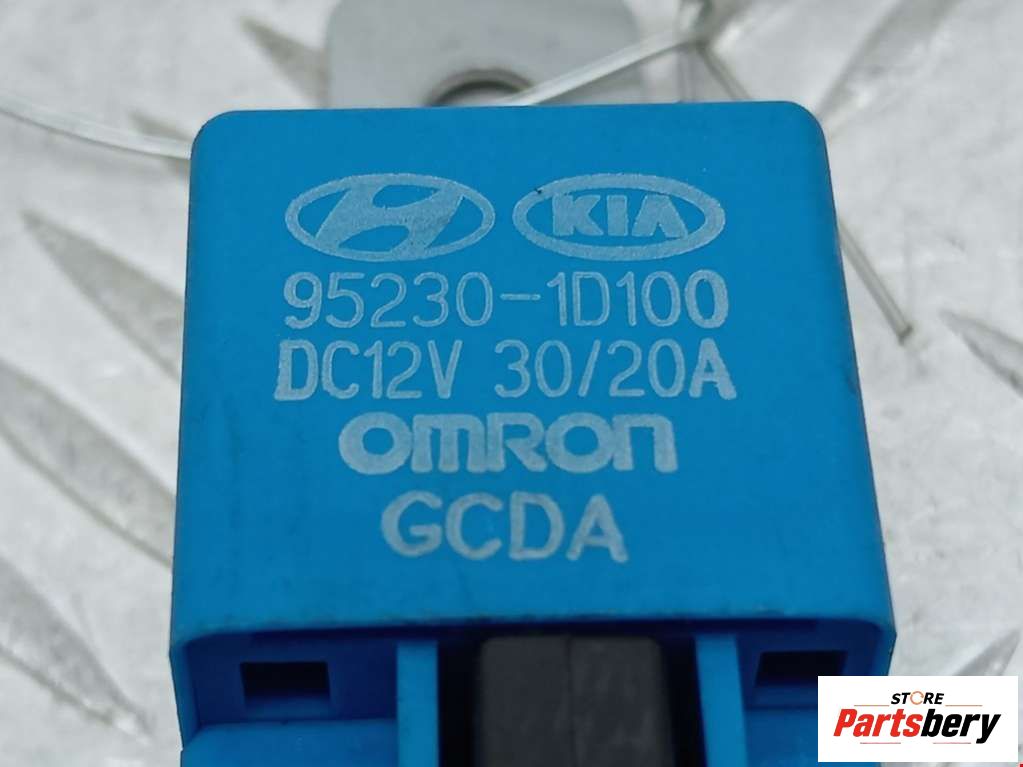 KIA
95230-1D100
DC12V 30/20A
OMRON
GCDA
STORE
Partsbery